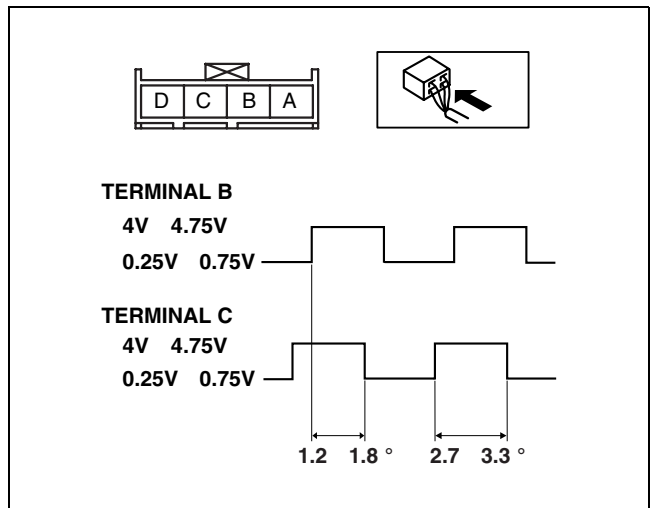 D C B A
TERMINAL B
4V 4.75V
0.25V 0.75V
TERMINAL C
4V 4.75V
0.25V 0.75V
1.2 1.8 ° 2.7 3.3 °